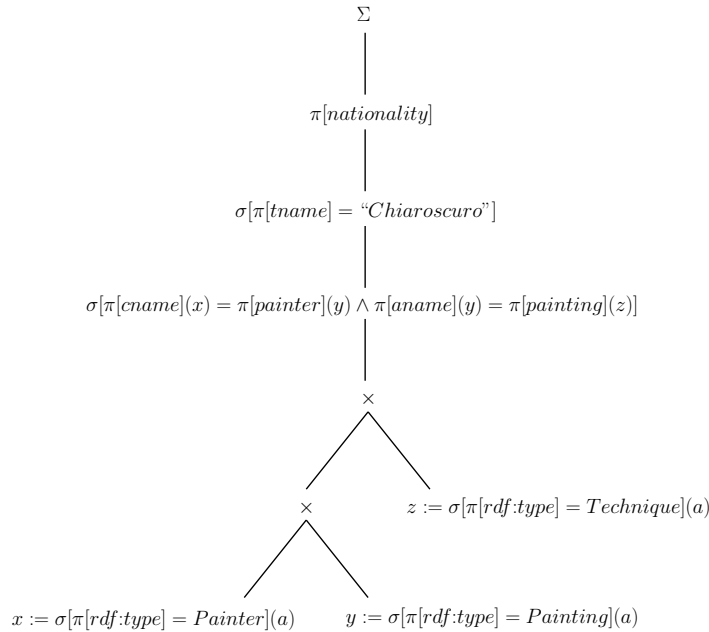 Σ
π[nationality]
σ[π[tname] = “Chiaroscuro”]
σ[π[cname](x) = π[painter](y) ∧ π[aname](y) = π[painting](z)]
×
× z := σ[π[rdf:type] = Technique](a)
x := σ[π[rdf:type] = Painter](a) y := σ[π[rdf:type] = Painting](a)